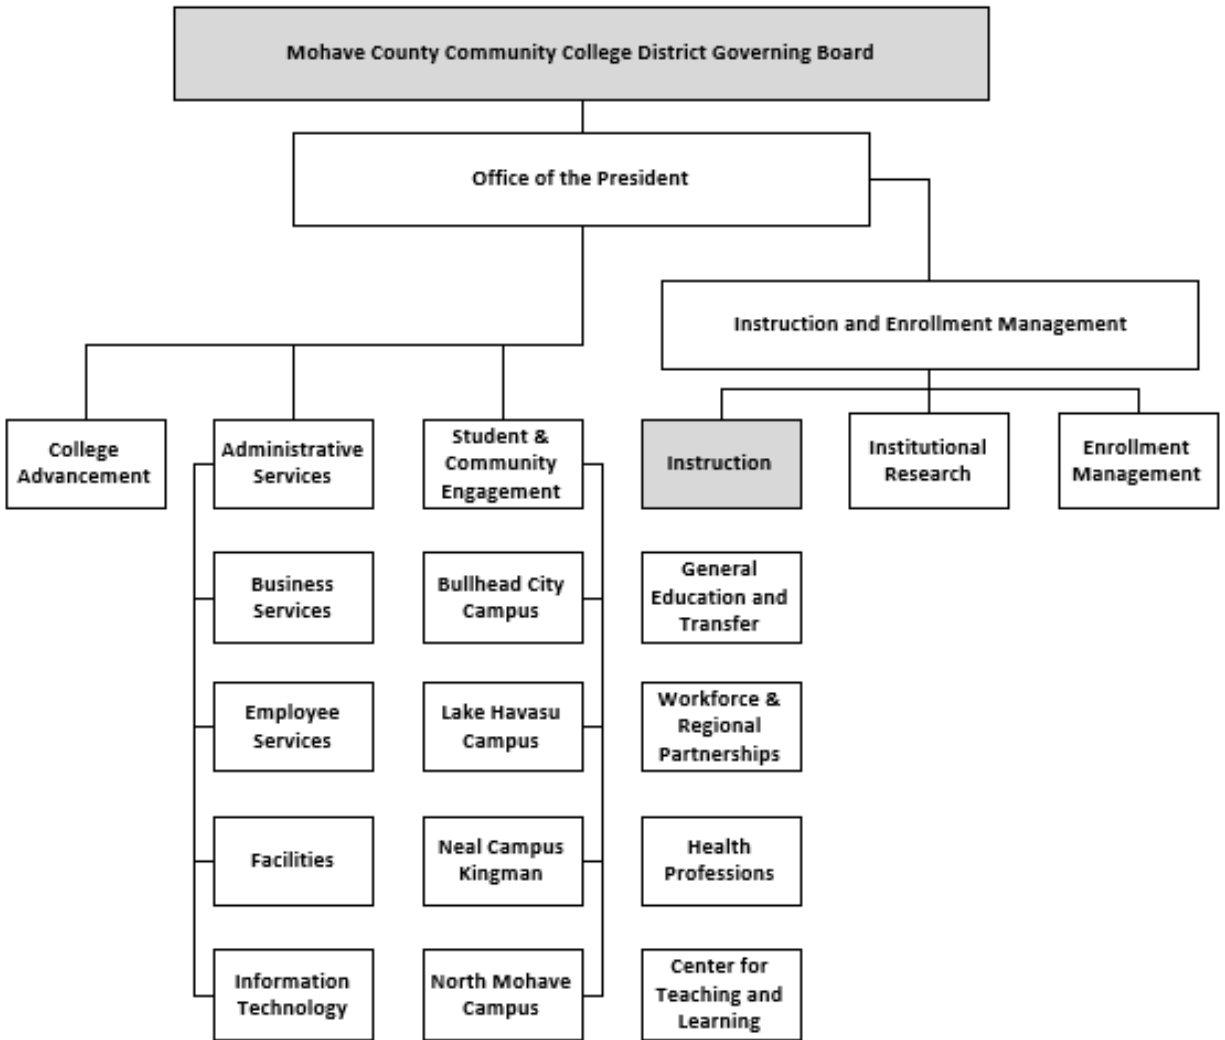 Mohave County Community College District Governing Board
Office of the President
Instruction and Enrollment Management
College
Advancement
Administrative
Services
Student &
Community
Engagement
Instruction
Institutional
Research
Enrollment
Management
Business
Services
Bullhead City
Campus
General
Education and
Transfer
Employee
Services
Lake Havasu
Campus
Workforce &
Regional
Partnerships
Facilities
Neal Campus
Kingman
Health
Professions
Information
Technology
North Mohave
Campus
Center for
Teaching and
Learning